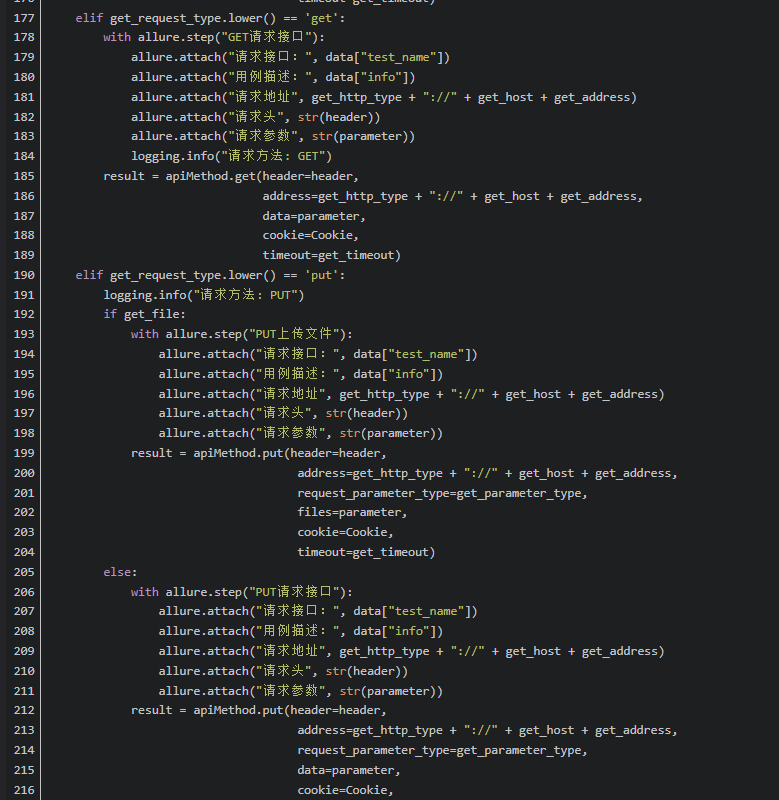 176                                     timeout=get_timeout)
177     elif get_request_type.lower() == 'get':
178         with allure.step("GET请求接口"):
179             allure.attach("请求接口：", data["test_name"])
180             allure.attach("用例描述：", data["info"])
181             allure.attach("请求地址", get_http_type + "://" + get_host + get_address)
182             allure.attach("请求头", str(header))
183             allure.attach("请求参数", str(parameter))
184             logging.info("请求方法：GET")
185         result = apiMethod.get(header=header,
186                                address=get_http_type + "://" + get_host + get_address,
187                                data=parameter,
188                                cookie=Cookie,
189                                timeout=get_timeout)
190     elif get_request_type.lower() == 'put':
191         logging.info("请求方法：PUT")
192         if get_file:
193             with allure.step("PUT上传文件"):
194                 allure.attach("请求接口：", data["test_name"])
195                 allure.attach("用例描述：", data["info"])
196                 allure.attach("请求地址", get_http_type + "://" + get_host + get_address)
197                 allure.attach("请求头", str(header))
198                 allure.attach("请求参数", str(parameter))
199             result = apiMethod.put(header=header,
200                                    address=get_http_type + "://" + get_host + get_address,
201                                    request_parameter_type=get_parameter_type,
202                                    files=parameter,
203                                    cookie=Cookie,
204                                    timeout=get_timeout)
205         else:
206             with allure.step("PUT请求接口"):
207                 allure.attach("请求接口：", data["test_name"])
208                 allure.attach("用例描述：", data["info"])
209                 allure.attach("请求地址", get_http_type + "://" + get_host + get_address)
210                 allure.attach("请求头", str(header))
211                 allure.attach("请求参数", str(parameter))
212             result = apiMethod.put(header=header,
213                                    address=get_http_type + "://" + get_host + get_address,
214                                    request_parameter_type=get_parameter_type,
215                                    data=parameter,
216                                    cookie=Cookie,